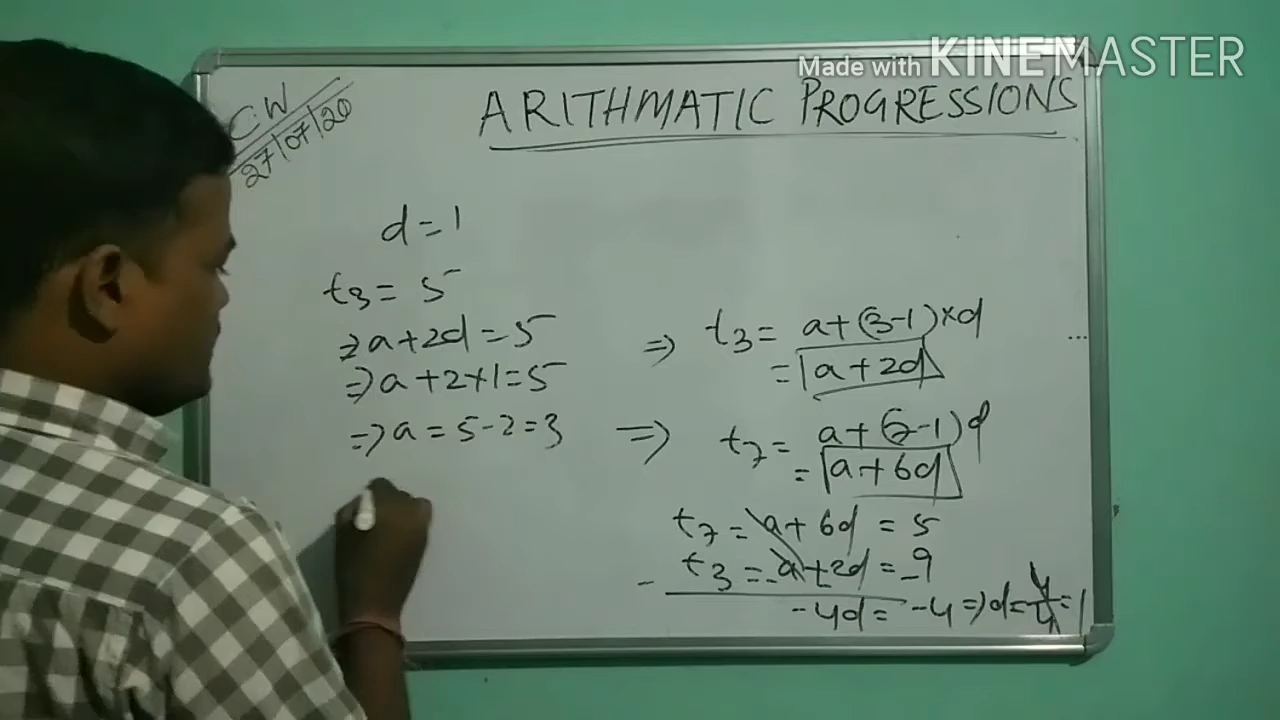 Made with KINEMASTER
C.W
27/07/20
ARITHMATIC PROGRESSIONS
d = 1
t3 = 5
⇒ a + 2d = 5
⇒ a + 2×1 = 5
⇒ a = 5 - 2 = 3
⇒ t3 = a + (3-1)×d
= a + 2d
⇒ t7 = a + (7-1)d
= a + 6d
t7 = a + 6d = 5
- t3 = -a + 2d = -9
-4d = -4 ⇒ d = 4/4 = 1